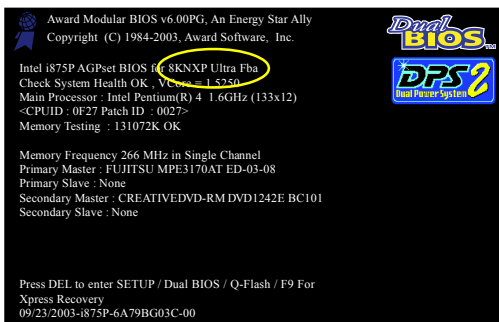 Award Modular BIOS v6.00PG, An Energy Star Ally
Copyright (C) 1984-2003, Award Software, Inc.
Dual
BIOS TM
Intel i875P AGPset BIOS for 8KNXP Ultra Fba
Check System Health OK , VCore = 1.5250
Main Processor : Intel Pentium(R) 4 1.6GHz (133x12)
<CPUID : 0F27 Patch ID : 0027>
Memory Testing : 131072K OK
DPS 2
Dual Power System
Memory Frequency 266 MHz in Single Channel
Primary Master : FUJITSU MPE3170AT ED-03-08
Primary Slave : None
Secondary Master : CREATIVEDVD-RM DVD1242E BC101
Secondary Slave : None
Press DEL to enter SETUP / Dual BIOS / Q-Flash / F9 For
Xpress Recovery
09/23/2003-i875P-6A79BG03C-00